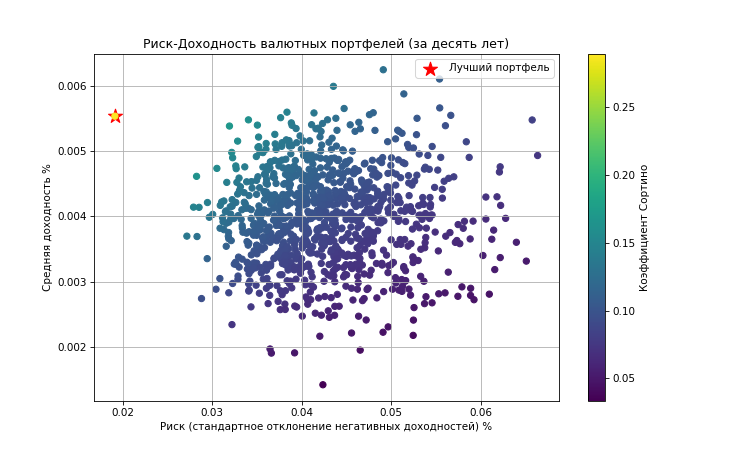 Риск-Доходность валютных портфелей (за десять лет)
Лучший портфель
0.006
0.005
0.004
0.003
0.002
Средняя доходность %
0.02 0.03 0.04 0.05 0.06
Риск (стандартное отклонение негативных доходностей) %
0.25
0.20
0.15
0.10
0.05
Коэффициент Сортино